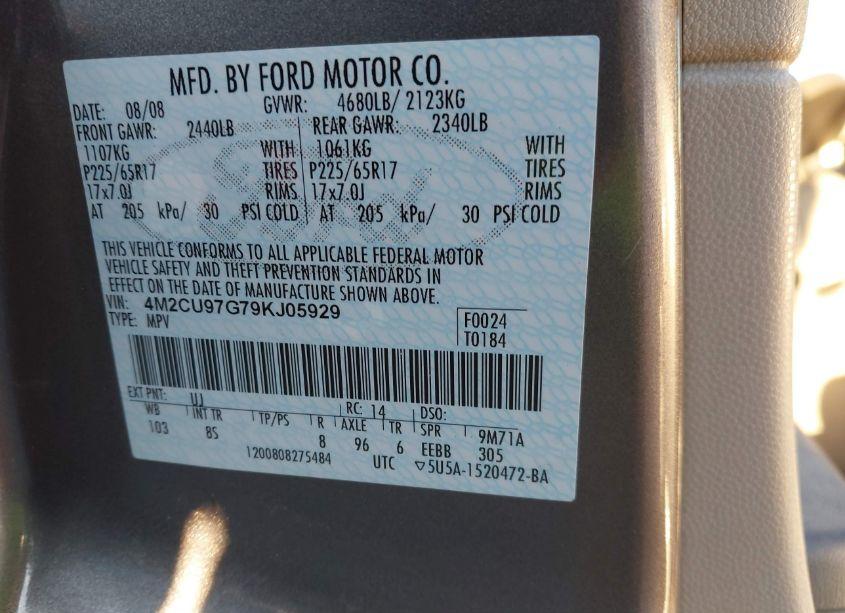 MFD. BY FORD MOTOR CO.
DATE: 08/08 GVWR: 4680LB/ 2123KG
FRONT GAWR: 2440LB REAR GAWR: 2340LB
1107KG WITH 1061KG WITH
P225/65R17 TIRES P225/65R17 TIRES
17x7.0J RIMS 17x7.0J RIMS
AT 205 kPa/ 30 PSI COLD AT 205 kPa/ 30 PSI COLD
THIS VEHICLE CONFORMS TO ALL APPLICABLE FEDERAL MOTOR
VEHICLE SAFETY AND THEFT PREVENTION STANDARDS IN
EFFECT ON THE DATE OF MANUFACTURE SHOWN ABOVE.
VIN: 4M2CU97G79KJ05929
TYPE: MPV
F0024
T0184
EXT PNT: UJ RC: 14 DSO:
WB INT TR TP/PS R AXLE TR SPR 9M71A
103 8S 8 96 6 EEBB 305
1200808275484 UTC ▽5U5A-1520472-BA